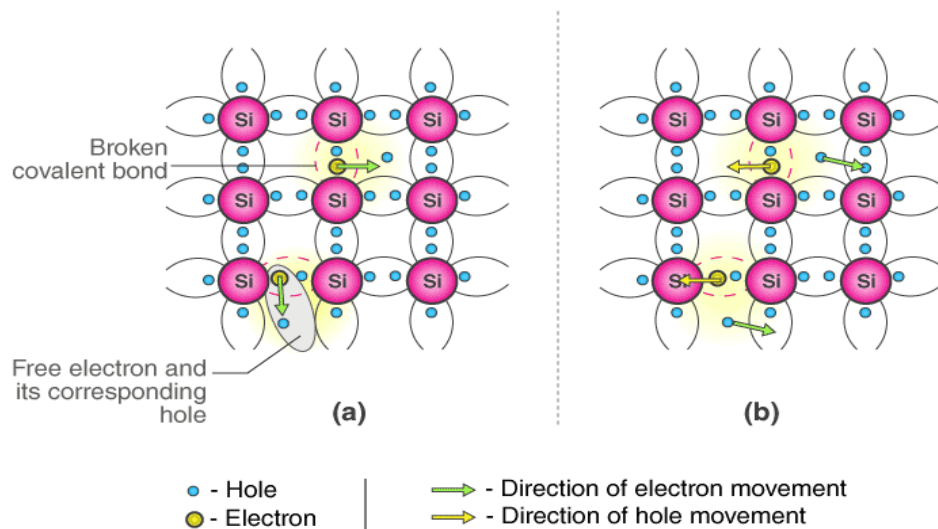 Si Si Si
Broken
covalent bond
Si Si Si
Si Si Si
Free electron and
its corresponding
hole
(a)
Si Si Si
Si Si Si
Si Si Si
(b)
- Hole
- Electron
- Direction of electron movement
- Direction of hole movement